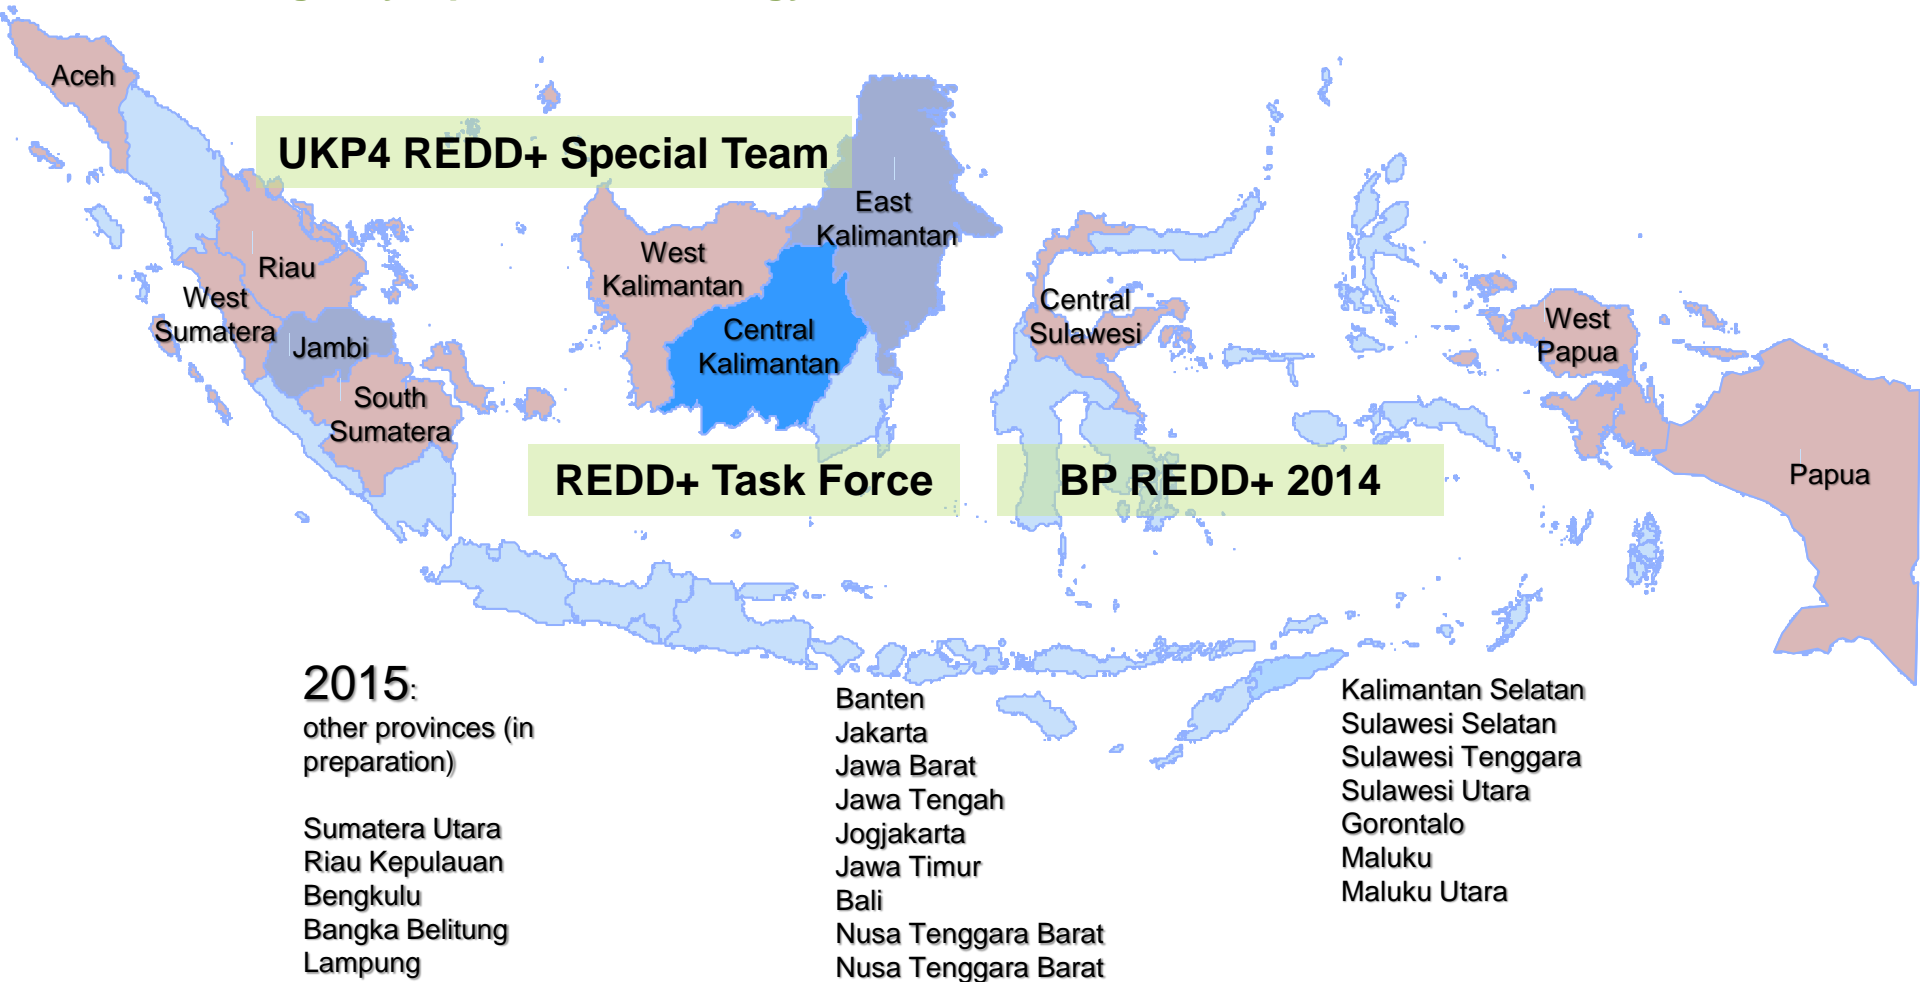 Aceh
UKP4 REDD+ Special Team
East
Kalimantan
West
Kalimantan
Riau
West
Sumatera
Jambi
Central
Kalimantan
Central
Sulawesi
West
Papua
South
Sumatera
Papua
REDD+ Task Force
BP REDD+ 2014
2015:
other provinces (in
preparation)
Sumatera Utara
Riau Kepulauan
Bengkulu
Bangka Belitung
Lampung
Banten
Jakarta
Jawa Barat
Jawa Tengah
Jogjakarta
Jawa Timur
Bali
Nusa Tenggara Barat
Nusa Tenggara Barat
Kalimantan Selatan
Sulawesi Selatan
Sulawesi Tenggara
Sulawesi Utara
Gorontalo
Maluku
Maluku Utara